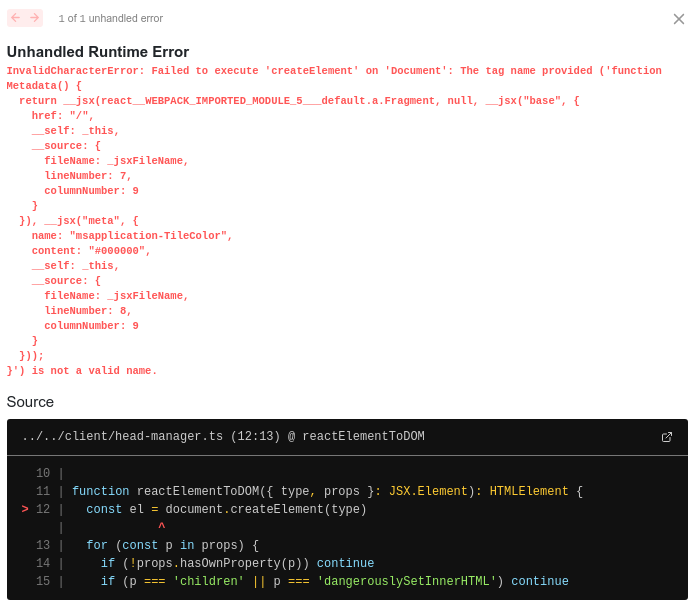 1 of 1 unhandled error
Unhandled Runtime Error
InvalidCharacterError: Failed to execute 'createElement' on 'Document': The tag name provided ('function
Metadata() {
  return __jsx(react__WEBPACK_IMPORTED_MODULE_5___default.a.Fragment, null, __jsx("base", {
    href: "/",
    __self: _this,
    __source: {
      fileName: _jsxFileName,
      lineNumber: 7,
      columnNumber: 9
    }
  }), __jsx("meta", {
    name: "msapplication-TileColor",
    content: "#000000",
    __self: _this,
    __source: {
      fileName: _jsxFileName,
      lineNumber: 8,
      columnNumber: 9
    }
  }));
}') is not a valid name.
Source
../../client/head-manager.ts (12:13) @ reactElementToDOM
  10 |
  11 | function reactElementToDOM({ type, props }: JSX.Element): HTMLElement {
> 12 |   const el = document.createElement(type)
     |             ^
  13 |   for (const p in props) {
  14 |     if (!props.hasOwnProperty(p)) continue
  15 |     if (p === 'children' || p === 'dangerouslySetInnerHTML') continue